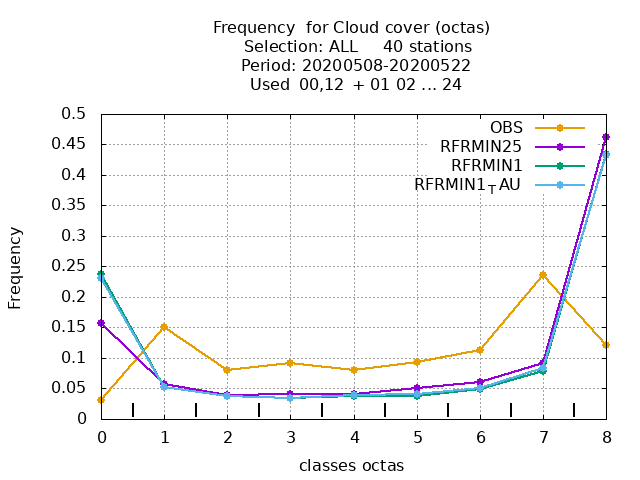 Frequency  for Cloud cover (octas)
Selection: ALL     40 stations
Period: 20200508-20200522
Used  00,12  + 01 02 ... 24
0.5
0.45
0.4
0.35
0.3
0.25
0.2
0.15
0.1
0.05
0
Frequency
OBS
RFRMIN25
RFRMIN1
RFRMIN1TAU
0 1 2 3 4 5 6 7 8
classes octas